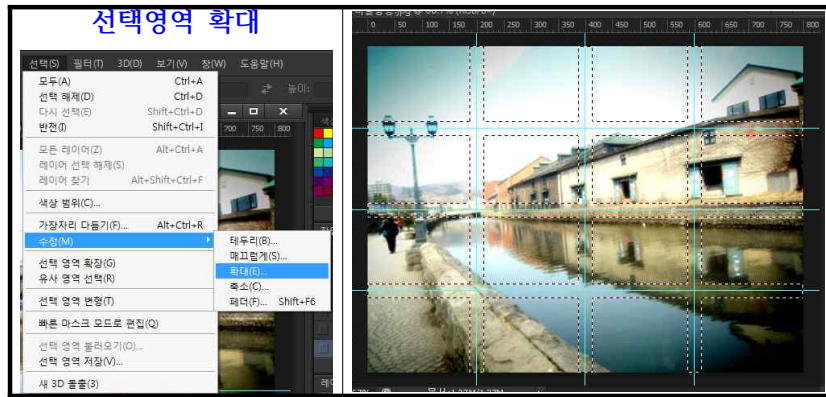 선택영역 확대
선택(S) 필터(T) 3D(D) 보기(V) 창(W) 도움말(H)
높이:
모두(A) Ctrl+A
선택 해제(D) Ctrl+D
다시 선택(E) Shift+Ctrl+D
반전(I) Shift+Ctrl+I
모든 레이어(Z) Alt+Ctrl+A
레이어 선택 해제(S)
레이어 찾기 Alt+Shift+Ctrl+F
색상 범위(C)...
가장자리 다듬기(F)... Alt+Ctrl+R
수정(M)
선택 영역 확장(G)
유사 영역 선택(R)
선택 영역 변형(T)
빠른 마스크 모드로 편집(Q)
선택 영역 불러오기(O)...
선택 영역 저장(V)...
새 3D 돌출(3)
테두리(B)...
매끄럽게(S)...
확대(E)...
축소(C)...
페더(F)... Shift+F6
700 750 800
0 50 100 150 200 250 300 350 400 450 500 550 600 650 700 750 800